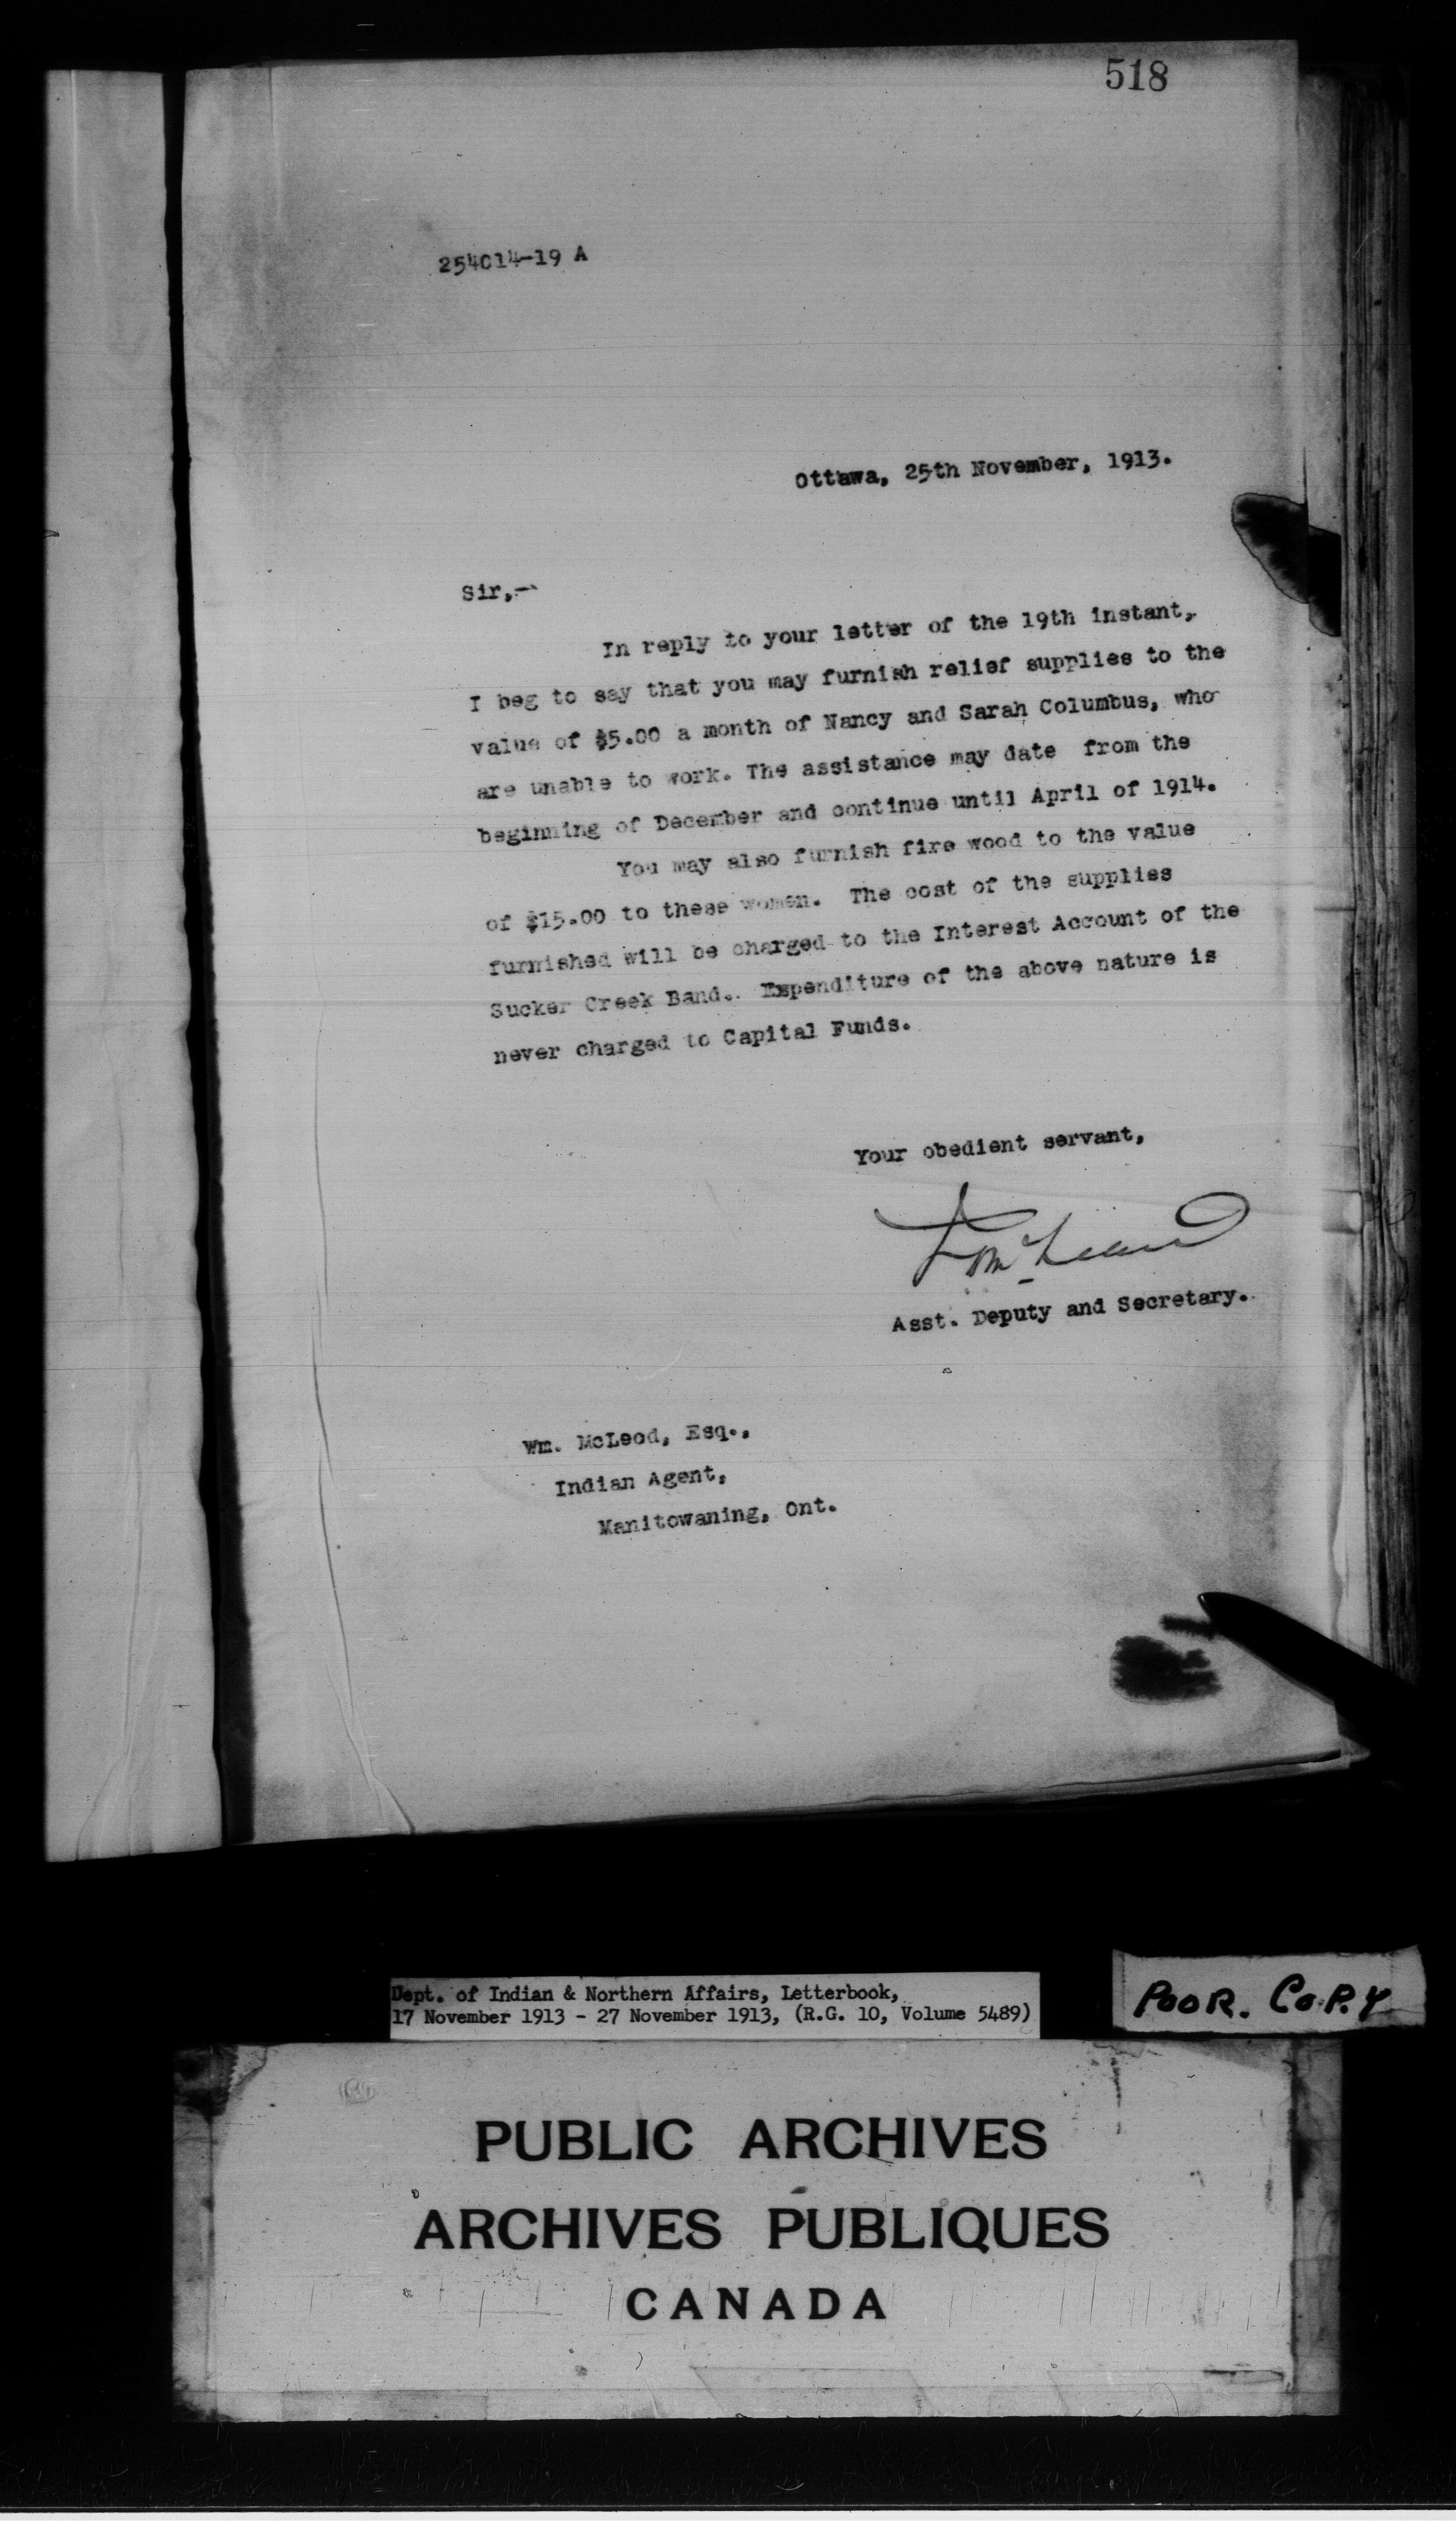 518
254014-19 A
Ottawa, 25th November, 1913.
Sir,-
In reply to your letter of the 19th instant,
I beg to say that you may furnish relief supplies to the
value of $5.00 a month of Nancy and Sarah Columbus, who
are unable to work. The assistance may date from the
beginning of December and continue until April of 1914.
You may also furnish fire wood to the value
of $15.00 to these women. The cost of the supplies
furnished will be charged to the Interest Account of the
Sucker Creek Band. Expenditure of the above nature is
never charged to Capital Funds.
Your obedient servant,
Asst. Deputy and Secretary.
Wm. McLeod, Esq.,
Indian Agent,
Manitowaning, Ont.
Dept. of Indian & Northern Affairs, Letterbook,
17 November 1913 - 27 November 1913, (R.G. 10, Volume 5489)
POOR. COPY
PUBLIC ARCHIVES
ARCHIVES PUBLIQUES
CANADA